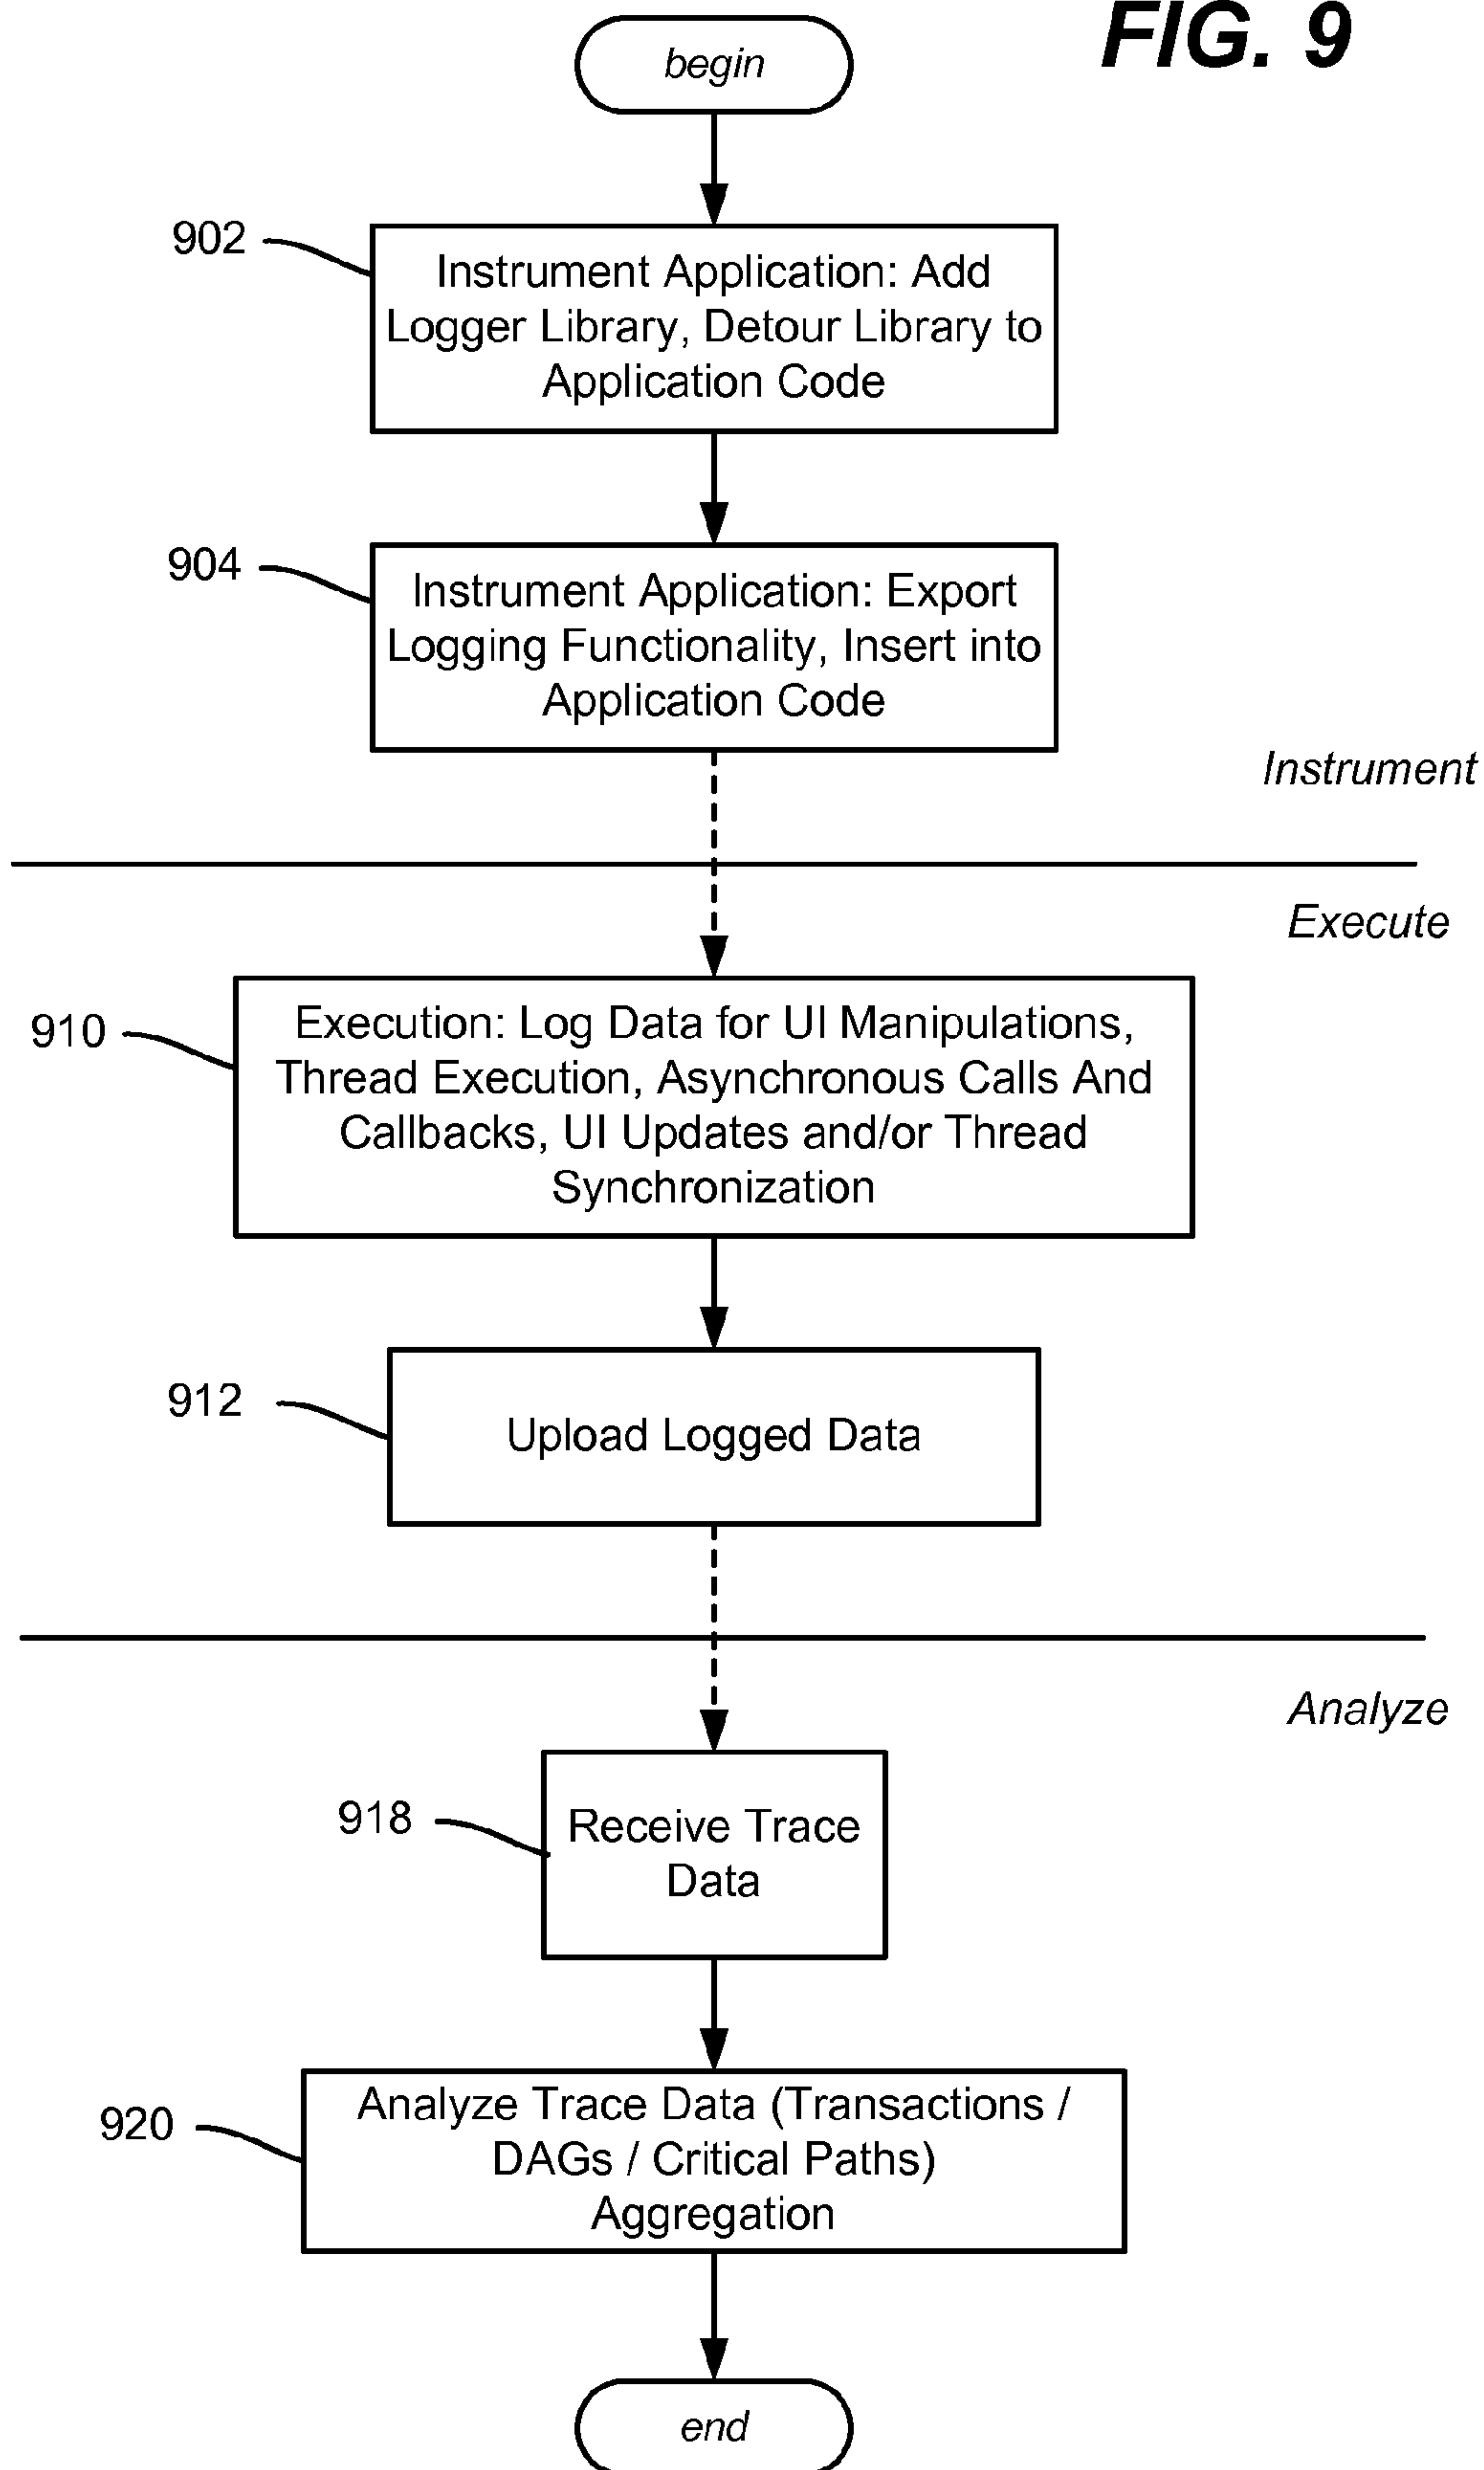 FIG. 9
begin
902
Instrument Application: Add
Logger Library, Detour Library to
Application Code
904
Instrument Application: Export
Logging Functionality, Insert into
Application Code
Instrument
Execute
910
Execution: Log Data for UI Manipulations,
Thread Execution, Asynchronous Calls And
Callbacks, UI Updates and/or Thread
Synchronization
912
Upload Logged Data
Analyze
918
Receive Trace
Data
920
Analyze Trace Data (Transactions /
DAGs / Critical Paths)
Aggregation
end